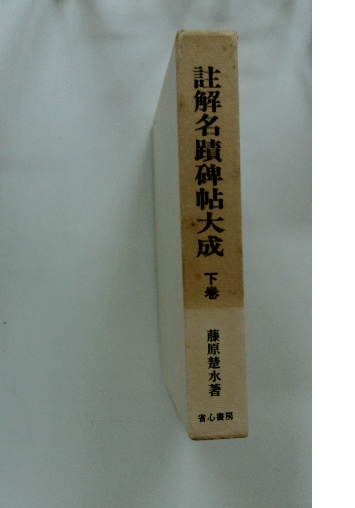 註解名蹟碑帖大成
下巻
藤原楚水著
省心書房